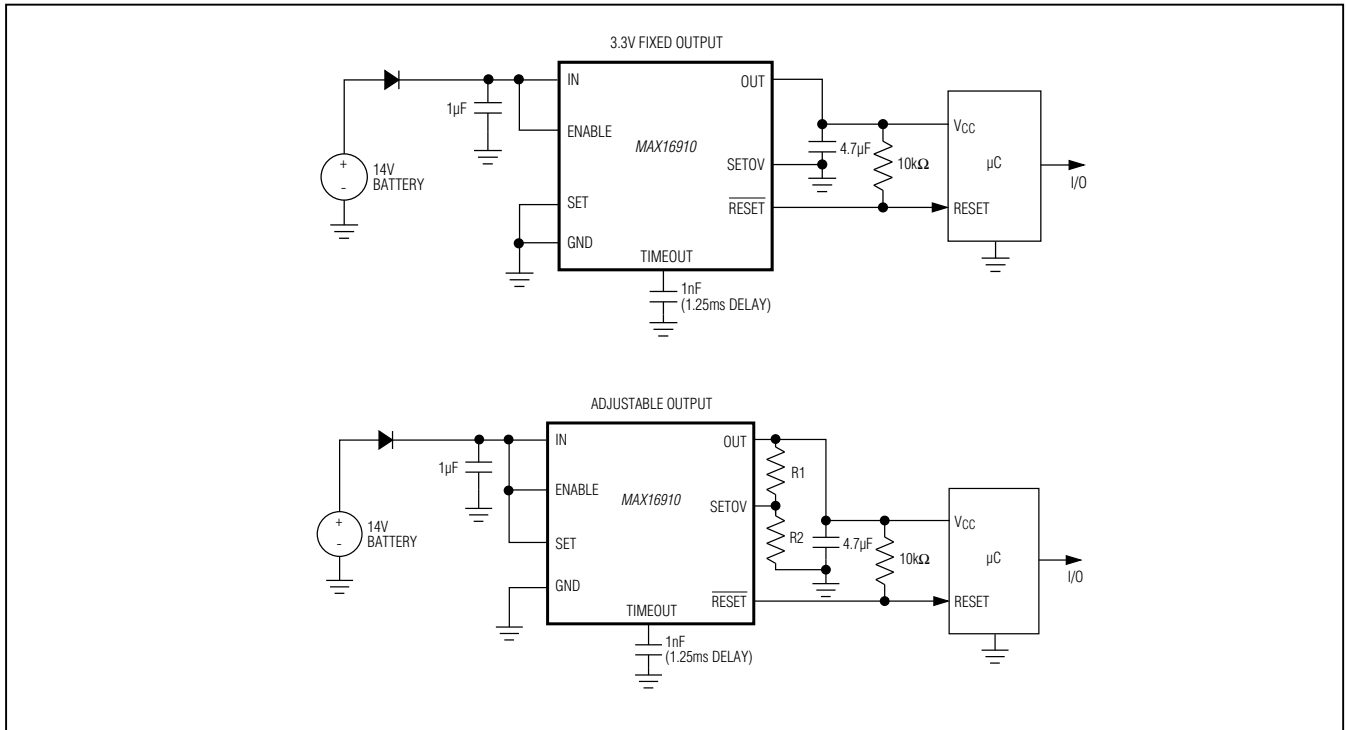 3.3V FIXED OUTPUT
IN
OUT
1µF
ENABLE
VCC
4.7µF
10kΩ
MAX16910
SETOV
µC
14V
BATTERY
+
-
I/O
SET
RESET
RESET
GND
TIMEOUT
1nF
(1.25ms DELAY)
ADJUSTABLE OUTPUT
IN
OUT
1µF
R1
ENABLE
MAX16910
SETOV
VCC
R2
14V
BATTERY
+
-
4.7µF
10kΩ
µC
SET
I/O
GND
RESET
RESET
TIMEOUT
1nF
(1.25ms DELAY)